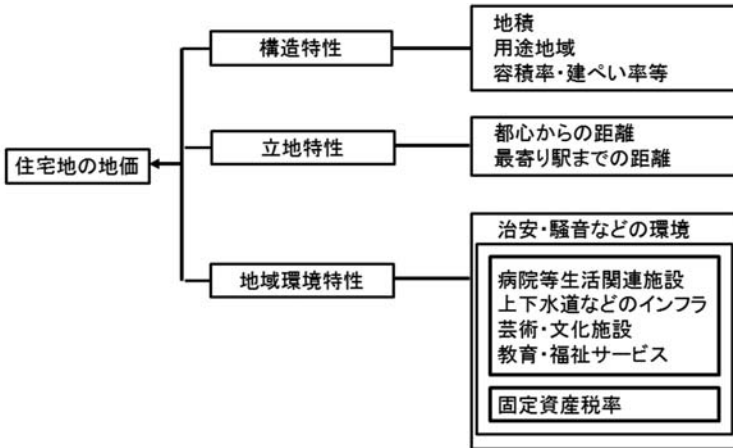 住宅地の地価
構造特性
地積
用途地域
容積率・建ぺい率等
立地特性
都心からの距離
最寄り駅までの距離
地域環境特性
治安・騒音などの環境
病院等生活関連施設
上下水道などのインフラ
芸術・文化施設
教育・福祉サービス
固定資産税率